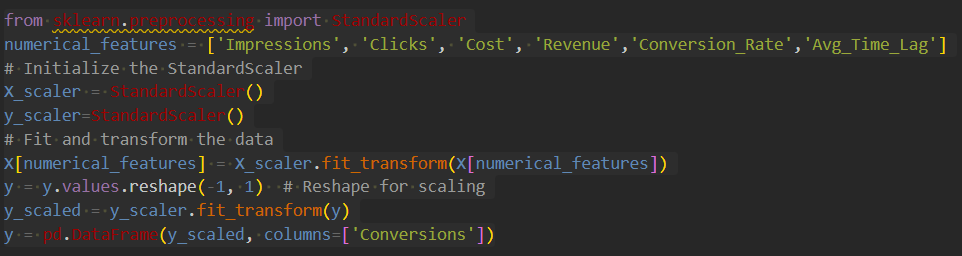 from sklearn.preprocessing import StandardScaler
numerical_features = ['Impressions', 'Clicks', 'Cost', 'Revenue','Conversion_Rate','Avg_Time_Lag']
# Initialize the StandardScaler
X_scaler = StandardScaler()
y_scaler=StandardScaler()
# Fit and transform the data
X[numerical_features] = X_scaler.fit_transform(X[numerical_features])
y = y.values.reshape(-1, 1)  # Reshape for scaling
y_scaled = y_scaler.fit_transform(y)
y = pd.DataFrame(y_scaled, columns=['Conversions'])